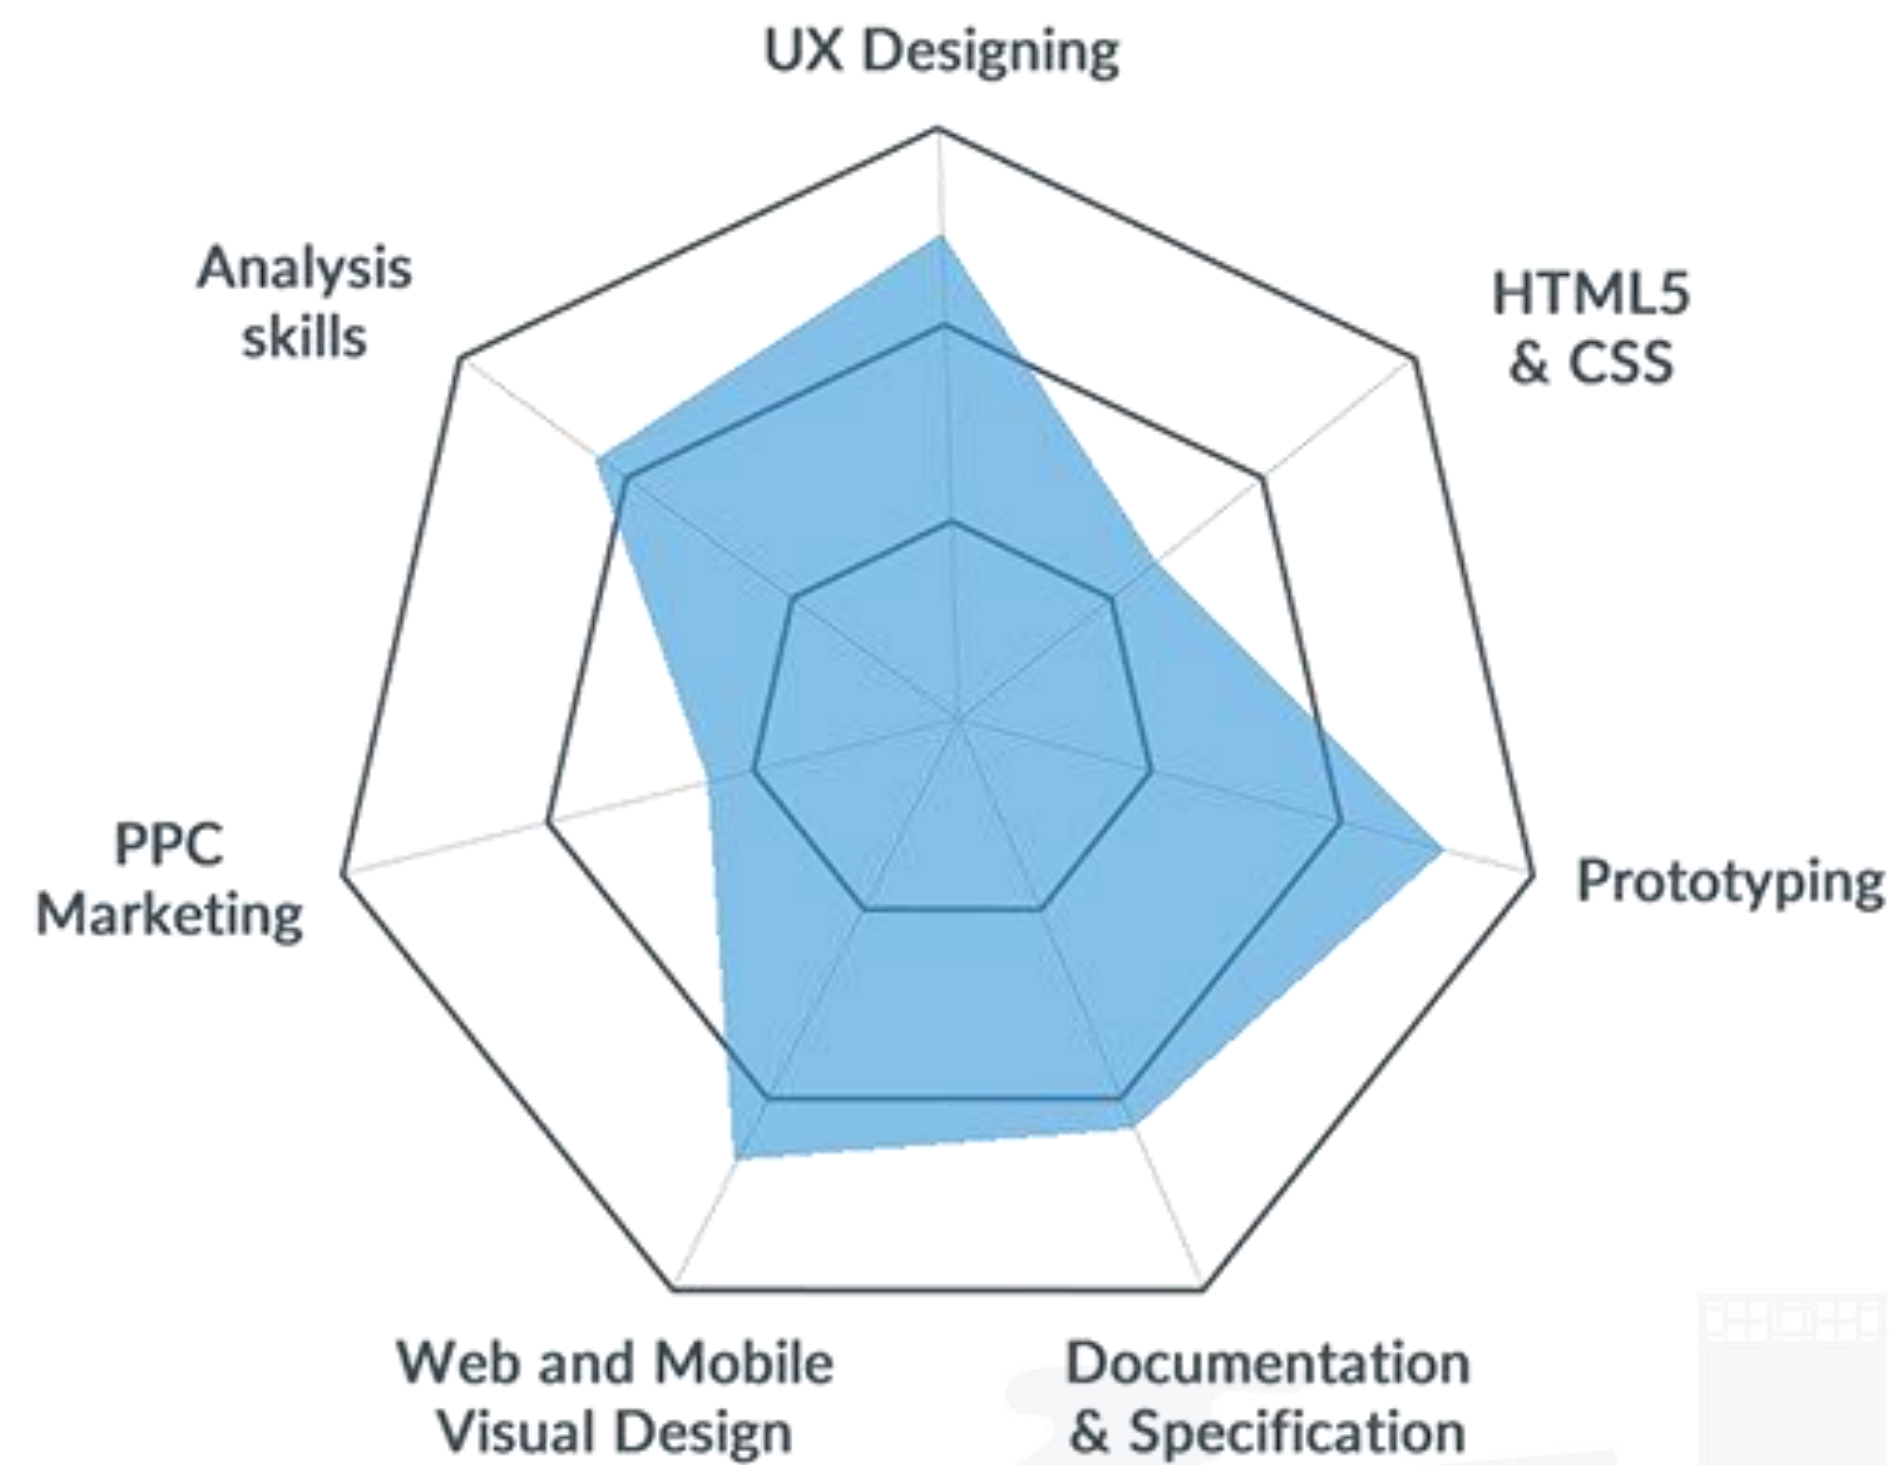 UX Designing
Analysis
skills
HTML5
& CSS
PPC
Marketing
Prototyping
Web and Mobile
Visual Design
Documentation
& Specification